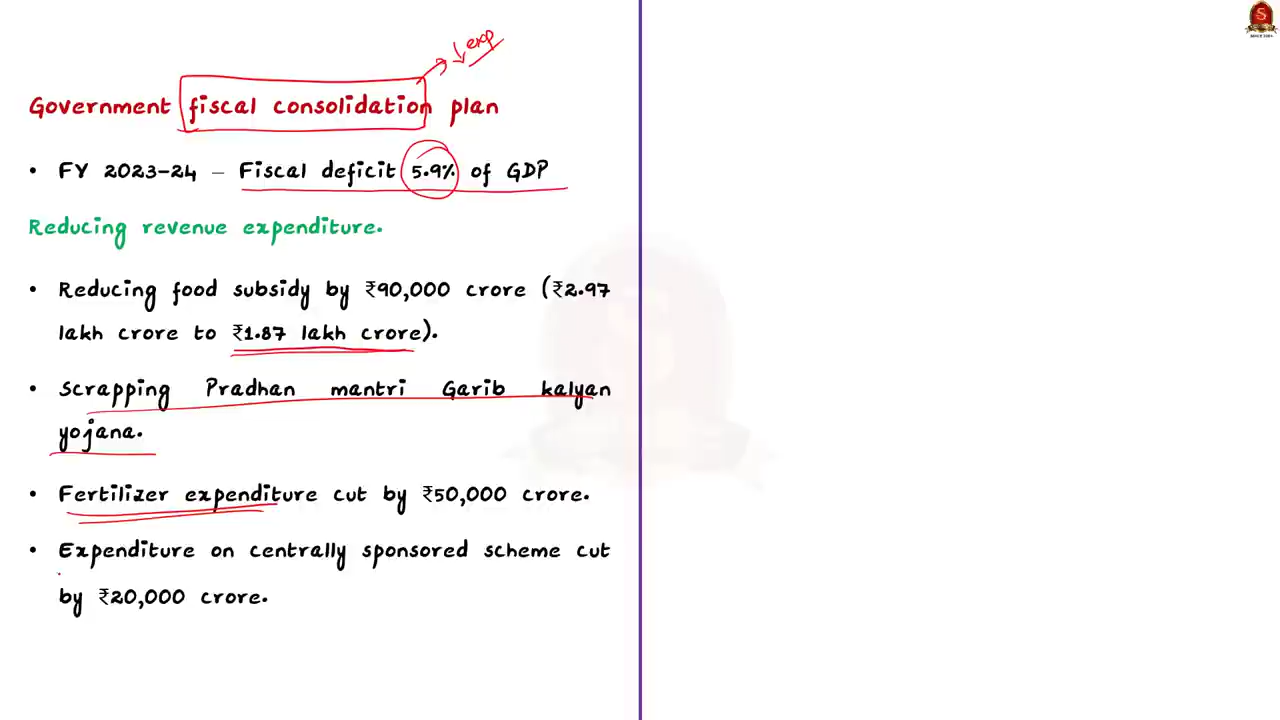 ↓ exp
Government fiscal consolidation plan
• FY 2023-24 – Fiscal deficit 5.9% of GDP
Reducing revenue expenditure.
• Reducing food subsidy by ₹90,000 crore (₹2.97
lakh crore to ₹1.87 lakh crore).
• Scrapping Pradhan mantri Garib kalyan
yojana.
• Fertilizer expenditure cut by ₹50,000 crore.
• Expenditure on centrally sponsored scheme cut
by ₹20,000 crore.
S